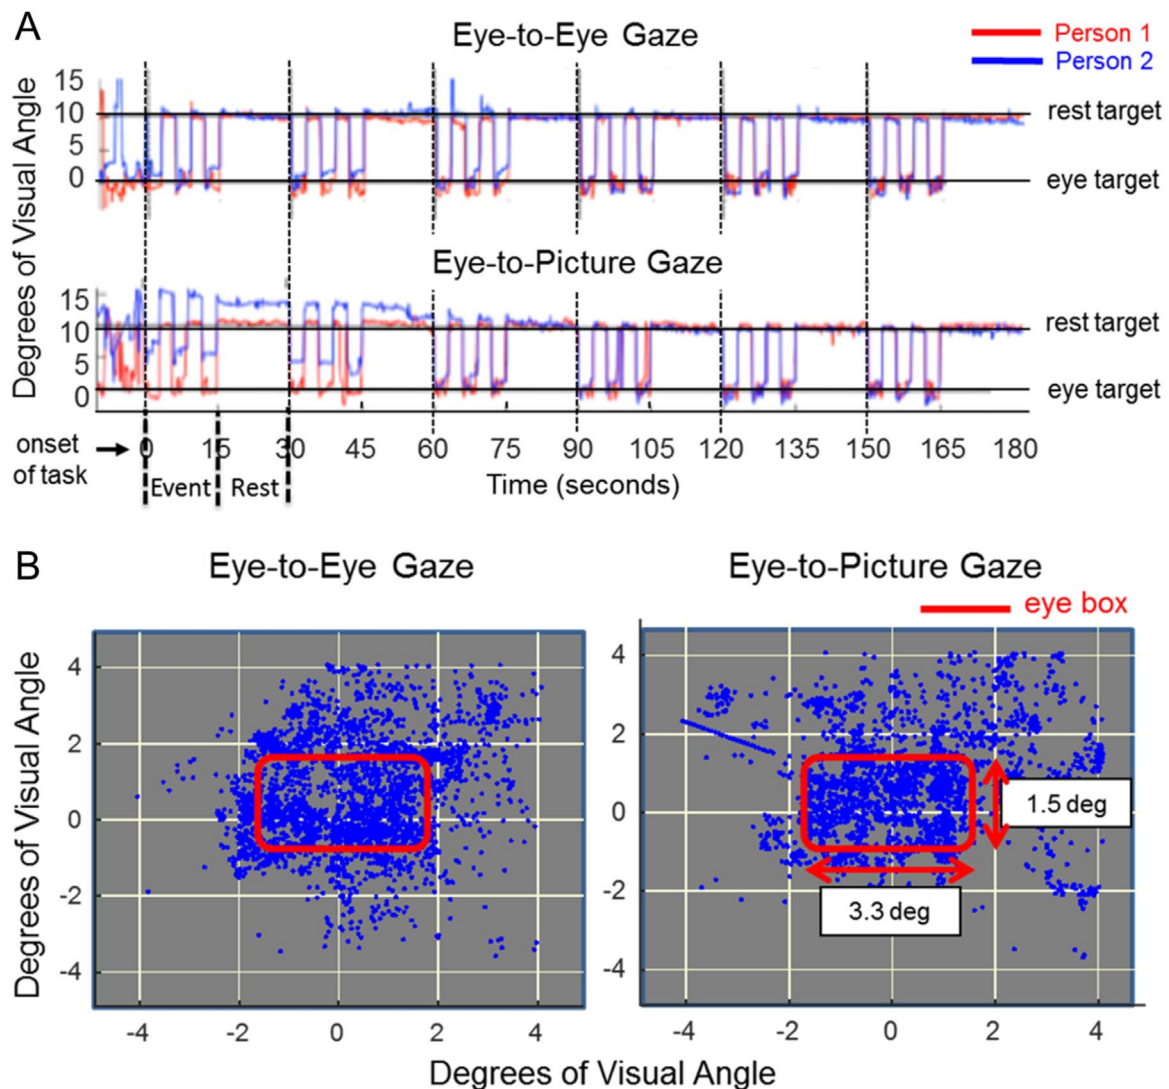 A
Eye-to-Eye Gaze
Person 1
Person 2
Degrees of Visual Angle
15
10
5
0
rest target
eye target
Eye-to-Picture Gaze
15
10
5
0
rest target
eye target
onset
of task
0 15 30 45 60 75 90 105 120 135 150 165 180
Event Rest
Time (seconds)
B
Eye-to-Eye Gaze
Eye-to-Picture Gaze
eye box
Degrees of Visual Angle
4
2
0
-2
-4
-4 -2 0 2 4
4
2
0
-2
-4
1.5 deg
3.3 deg
-4 -2 0 2 4
Degrees of Visual Angle